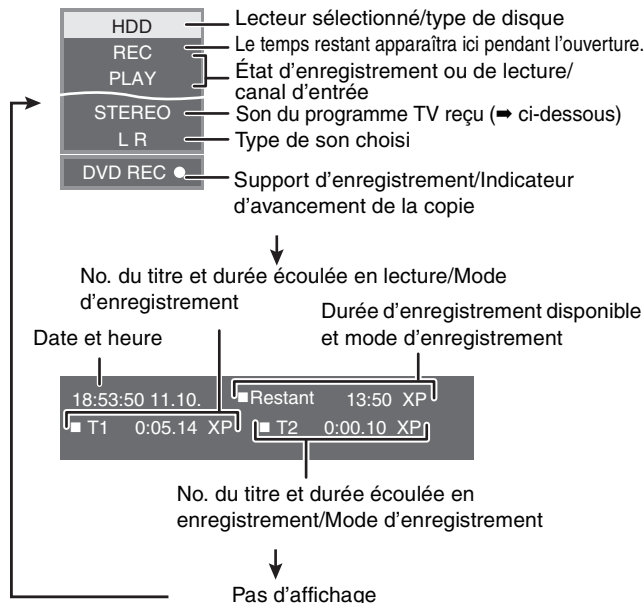 HDD
Lecteur sélectionné/type de disque
REC
Le temps restant apparaîtra ici pendant l'ouverture.
PLAY
État d'enregistrement ou de lecture/
canal d'entrée
STEREO
Son du programme TV reçu (➡ ci-dessous)
L R
Type de son choisi
DVD REC ●
Support d'enregistrement/Indicateur
d'avancement de la copie
No. du titre et durée écoulée en lecture/Mode
d'enregistrement
Durée d'enregistrement disponible
et mode d'enregistrement
Date et heure
18:53:50 11.10. ■Restant 13:50 XP
■ T1 0:05.14 XP ■ T2 0:00.10 XP
No. du titre et durée écoulée en
enregistrement/Mode d'enregistrement
Pas d'affichage